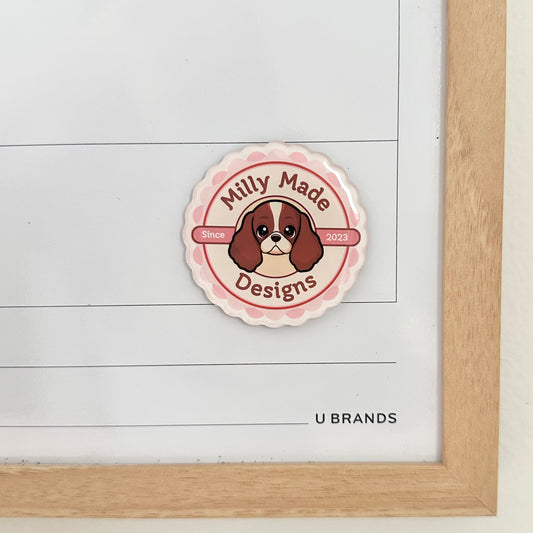 Milly Made
Since 2023
Designs
U BRANDS